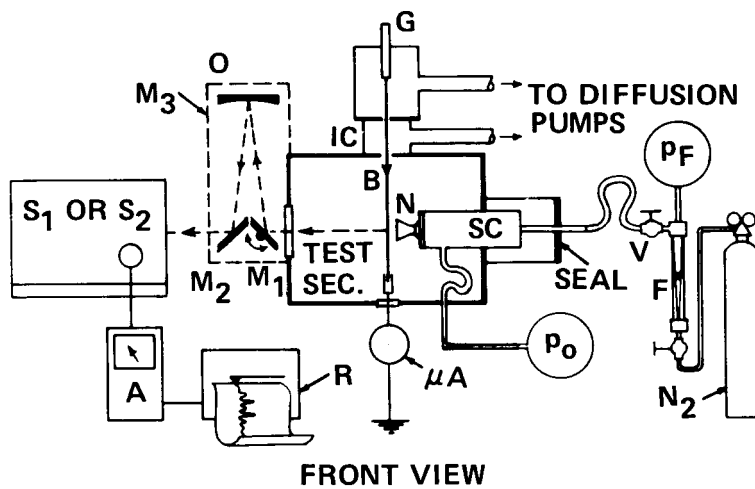 G
O
M3
TO DIFFUSION
PUMPS
IC
B
pF
S1 OR S2
N
SC
V
TEST
SEC.
SEAL
F
M2
M1
A
R
μA
po
N2
FRONT VIEW